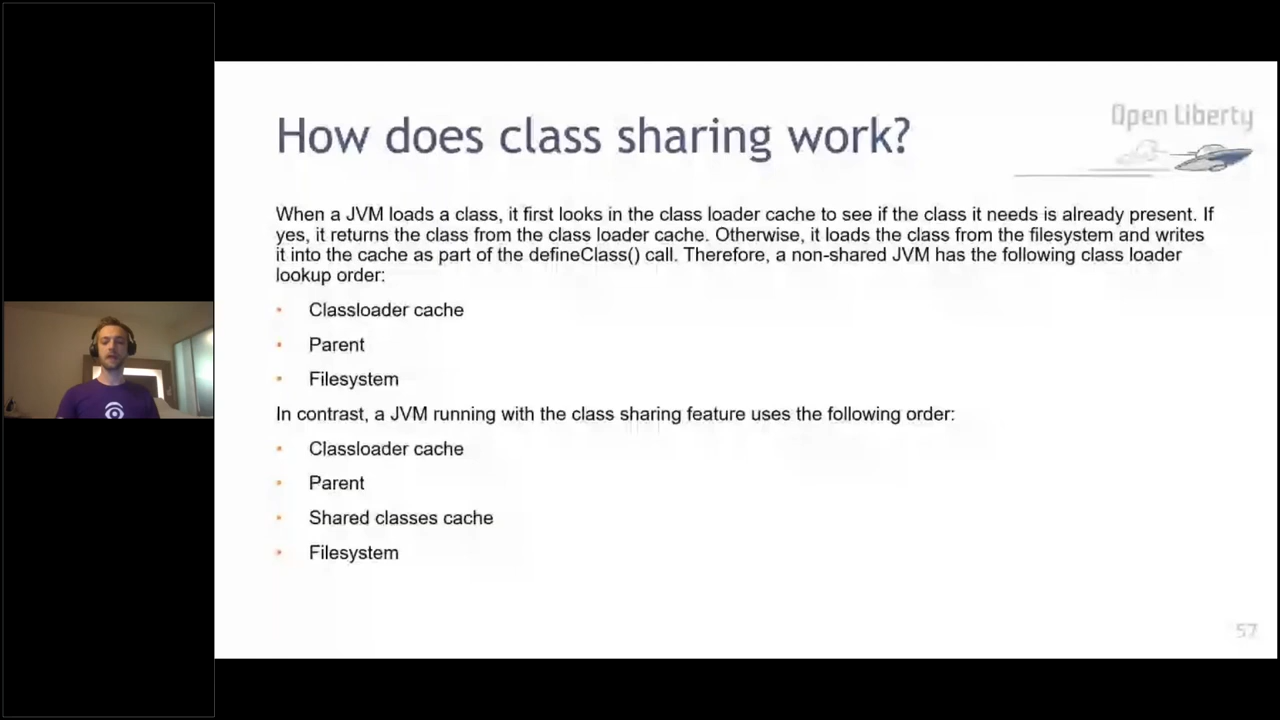 How does class sharing work?
Open Liberty
When a JVM loads a class, it first looks in the class loader cache to see if the class it needs is already present. If
yes, it returns the class from the class loader cache. Otherwise, it loads the class from the filesystem and writes
it into the cache as part of the defineClass() call. Therefore, a non-shared JVM has the following class loader
lookup order:
• Classloader cache
• Parent
• Filesystem
In contrast, a JVM running with the class sharing feature uses the following order:
• Classloader cache
• Parent
• Shared classes cache
• Filesystem
57